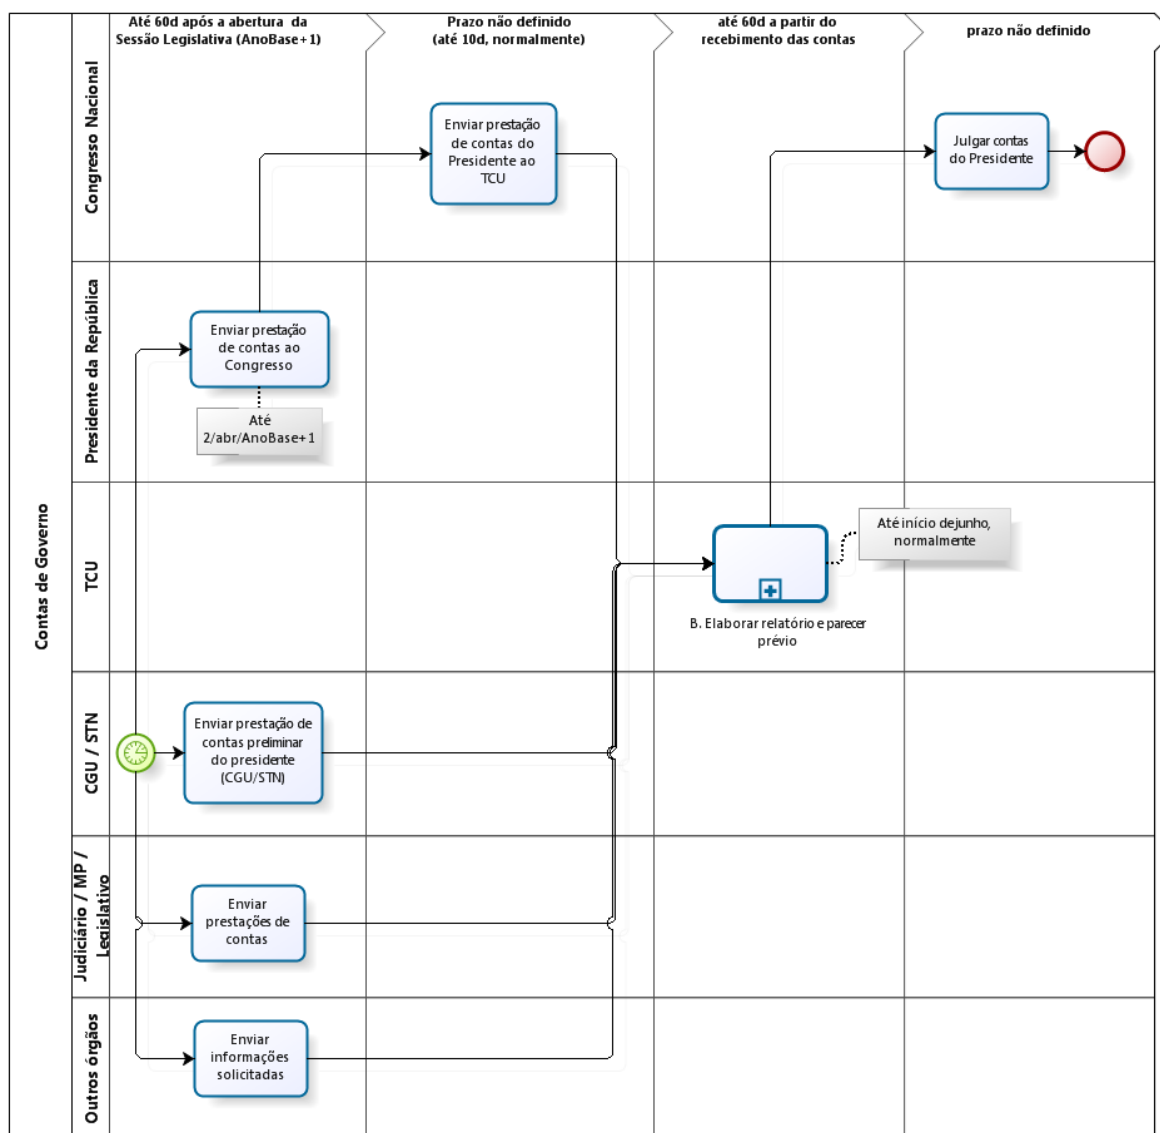 Até 60d após a abertura da
Sessão Legislativa (AnoBase+1)
Prazo não definido
(até 10d, normalmente)
até 60d a partir do
recebimento das contas
prazo não definido
Contas de Governo
Congresso Nacional
Enviar prestação
de contas do
Presidente ao
TCU
Julgar contas
do Presidente
Presidente da República
Enviar prestação
de contas ao
Congresso
Até
2/abr/AnoBase+1
TCU
Até início dejunho,
normalmente
B. Elaborar relatório e parecer
prévio
CGU / STN
Enviar prestação de
contas preliminar
do presidente
(CGU/STN)
Judiciário / MP /
Legislativo
Enviar
prestações de
contas
Outros órgãos
Enviar
informações
solicitadas